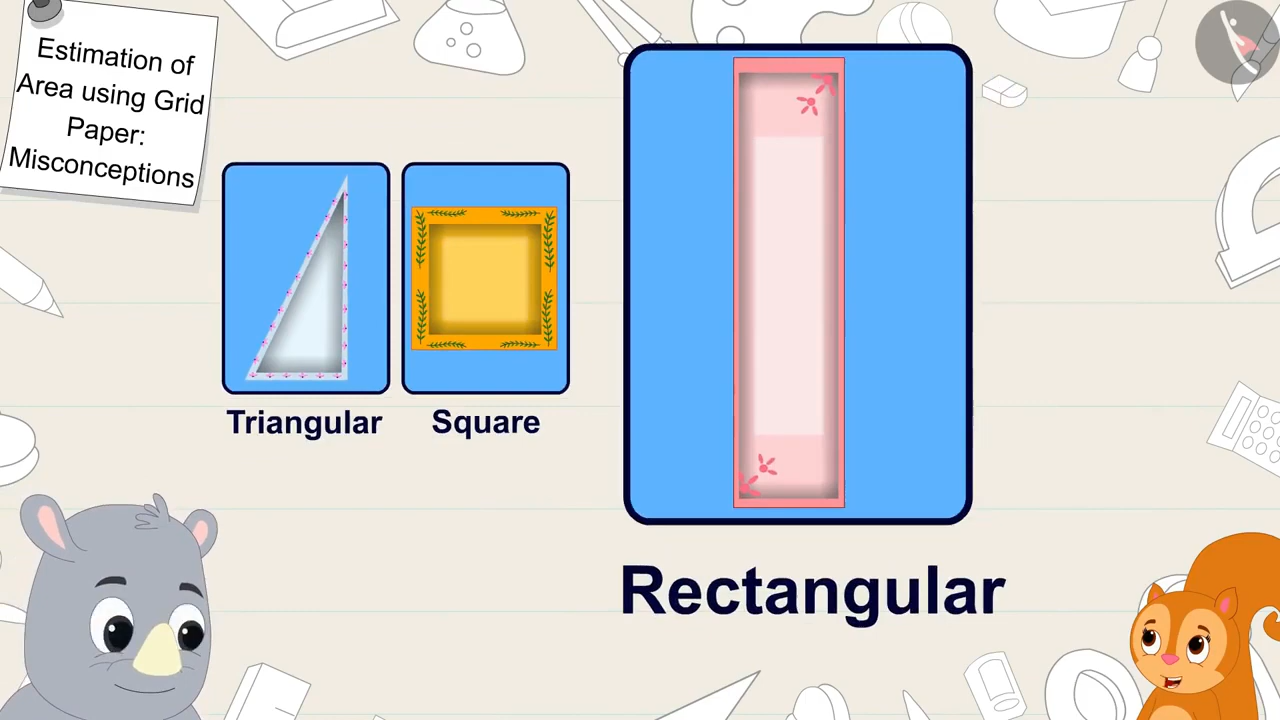 Estimation of
Area using Grid
Paper:
Misconceptions
Triangular
Square
Rectangular